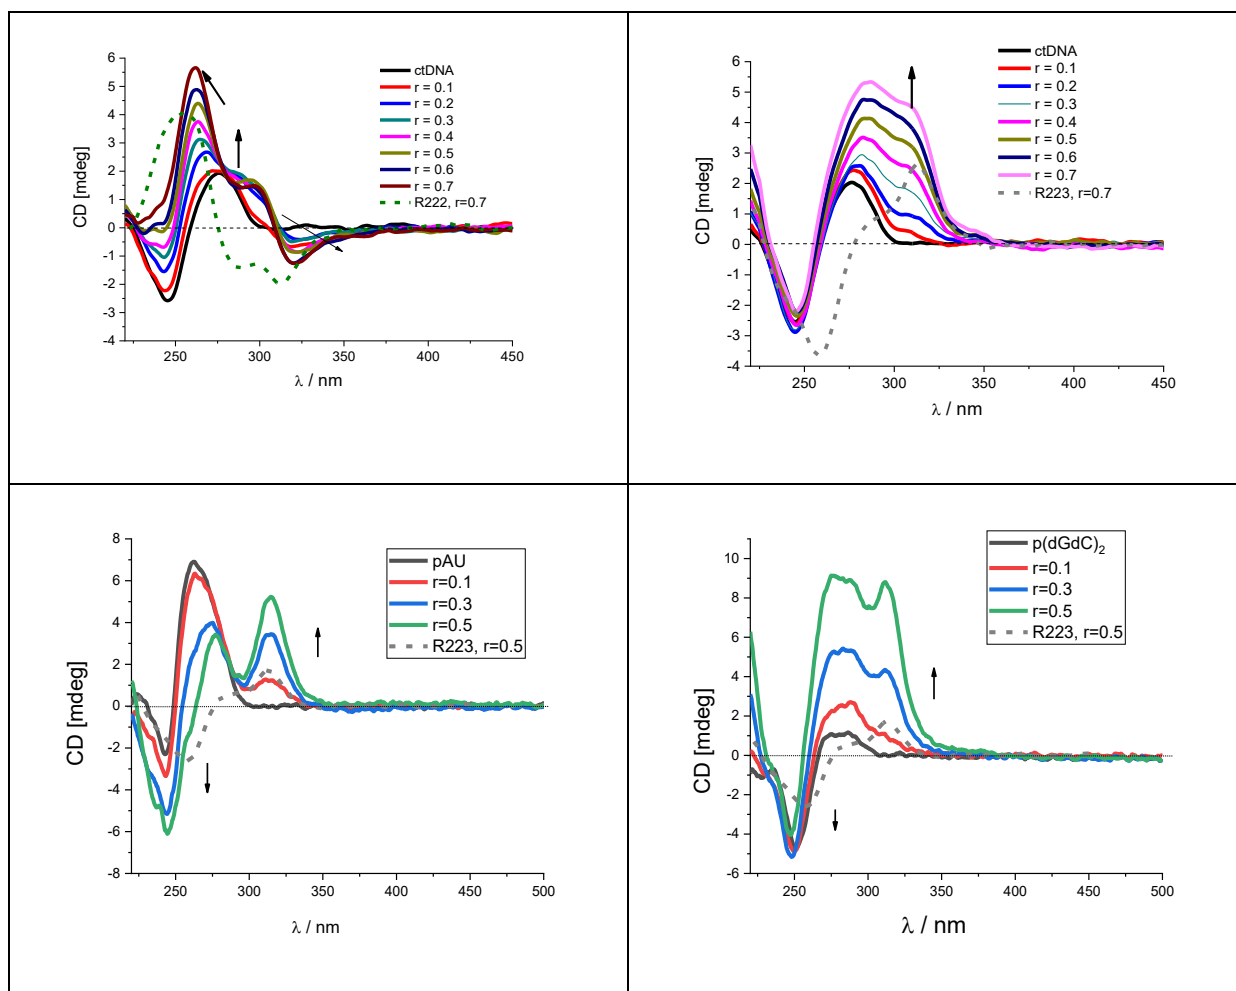 6
5
4
3
2
1
0
-1
-2
-3
-4
CD [mdeg]
250 300 350 400 450
λ / nm
ctDNA
r = 0.1
r = 0.2
r = 0.3
r = 0.4
r = 0.5
r = 0.6
r = 0.7
R222, r=0.7
6
5
4
3
2
1
0
-1
-2
-3
-4
CD [mdeg]
250 300 350 400 450
λ / nm
ctDNA
r = 0.1
r = 0.2
r = 0.3
r = 0.4
r = 0.5
r = 0.6
r = 0.7
R223, r=0.7
8
6
4
2
0
-2
-4
-6
-8
CD [mdeg]
250 300 350 400 450 500
λ / nm
pAU
r=0.1
r=0.3
r=0.5
R223, r=0.5
10
8
6
4
2
0
-2
-4
-6
CD [mdeg]
250 300 350 400 450 500
λ / nm
p(dGdC)₂
r=0.1
r=0.3
r=0.5
R223, r=0.5